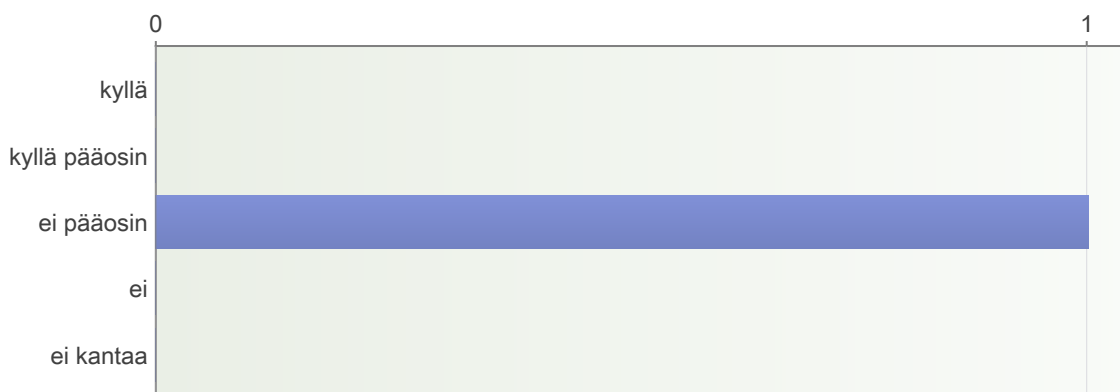 0 1
kyllä
kyllä pääosin
ei pääosin
ei
ei kantaa